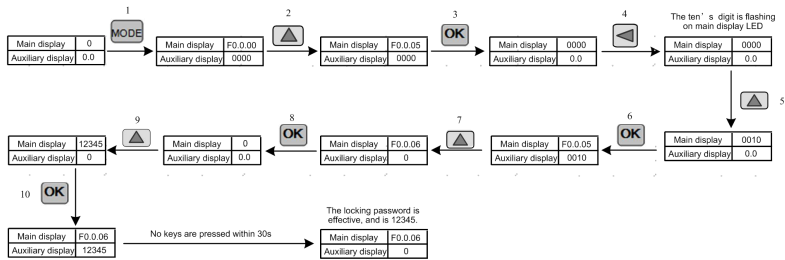 1
MODE
Main display 0
Auxiliary display 0.0
2
Main display F0.0.00
Auxiliary display 0000
3
OK
Main display F0.0.05
Auxiliary display 0000
4
Main display 0000
Auxiliary display 0.0
The ten’s digit is flashing
on main display LED
Main display 0000
Auxiliary display 0.0
5
Main display 0010
Auxiliary display 0.0
6
OK
Main display F0.0.05
Auxiliary display 0010
7
Main display F0.0.06
Auxiliary display 0
8
OK
Main display 0
Auxiliary display 0.0
9
Main display 12345
Auxiliary display 0
10
OK
Main display F0.0.06
Auxiliary display 12345
No keys are pressed within 30s
The locking password is
effective, and is 12345.
Main display F0.0.06
Auxiliary display 0